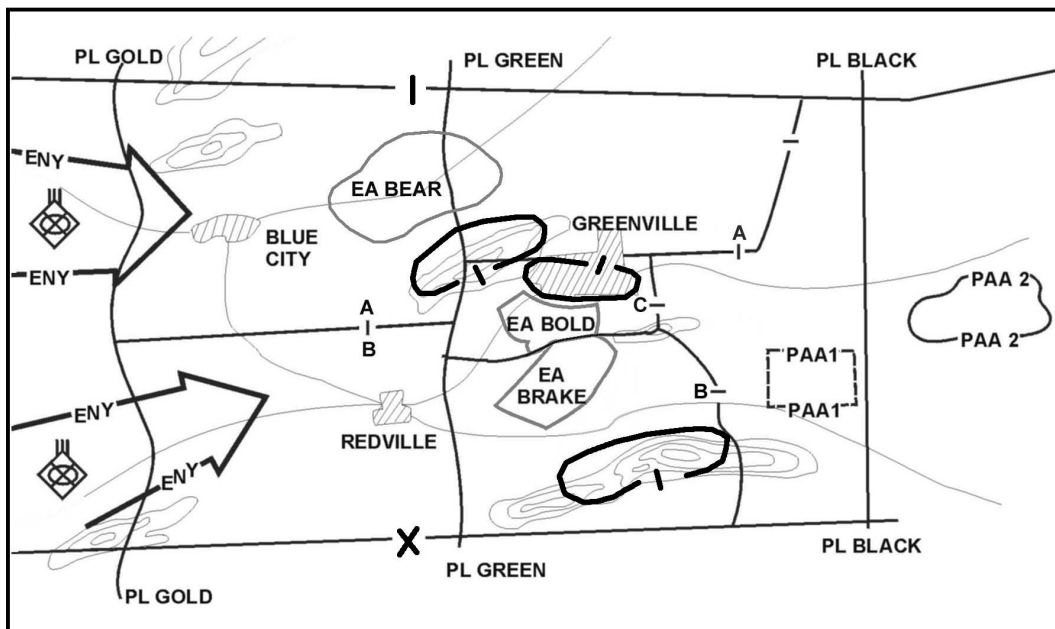 PL GOLD
PL GREEN
PL BLACK
I
ENY
EA BEAR
GREENVILLE
BLUE
CITY
A
ENY
PAA 2
C
EA BOLD
A
B
PAA 2
PAA1
EA
BRAKE
B
ENY
PAA1
REDVILLE
ENY
X
PL BLACK
PL GREEN
PL GOLD